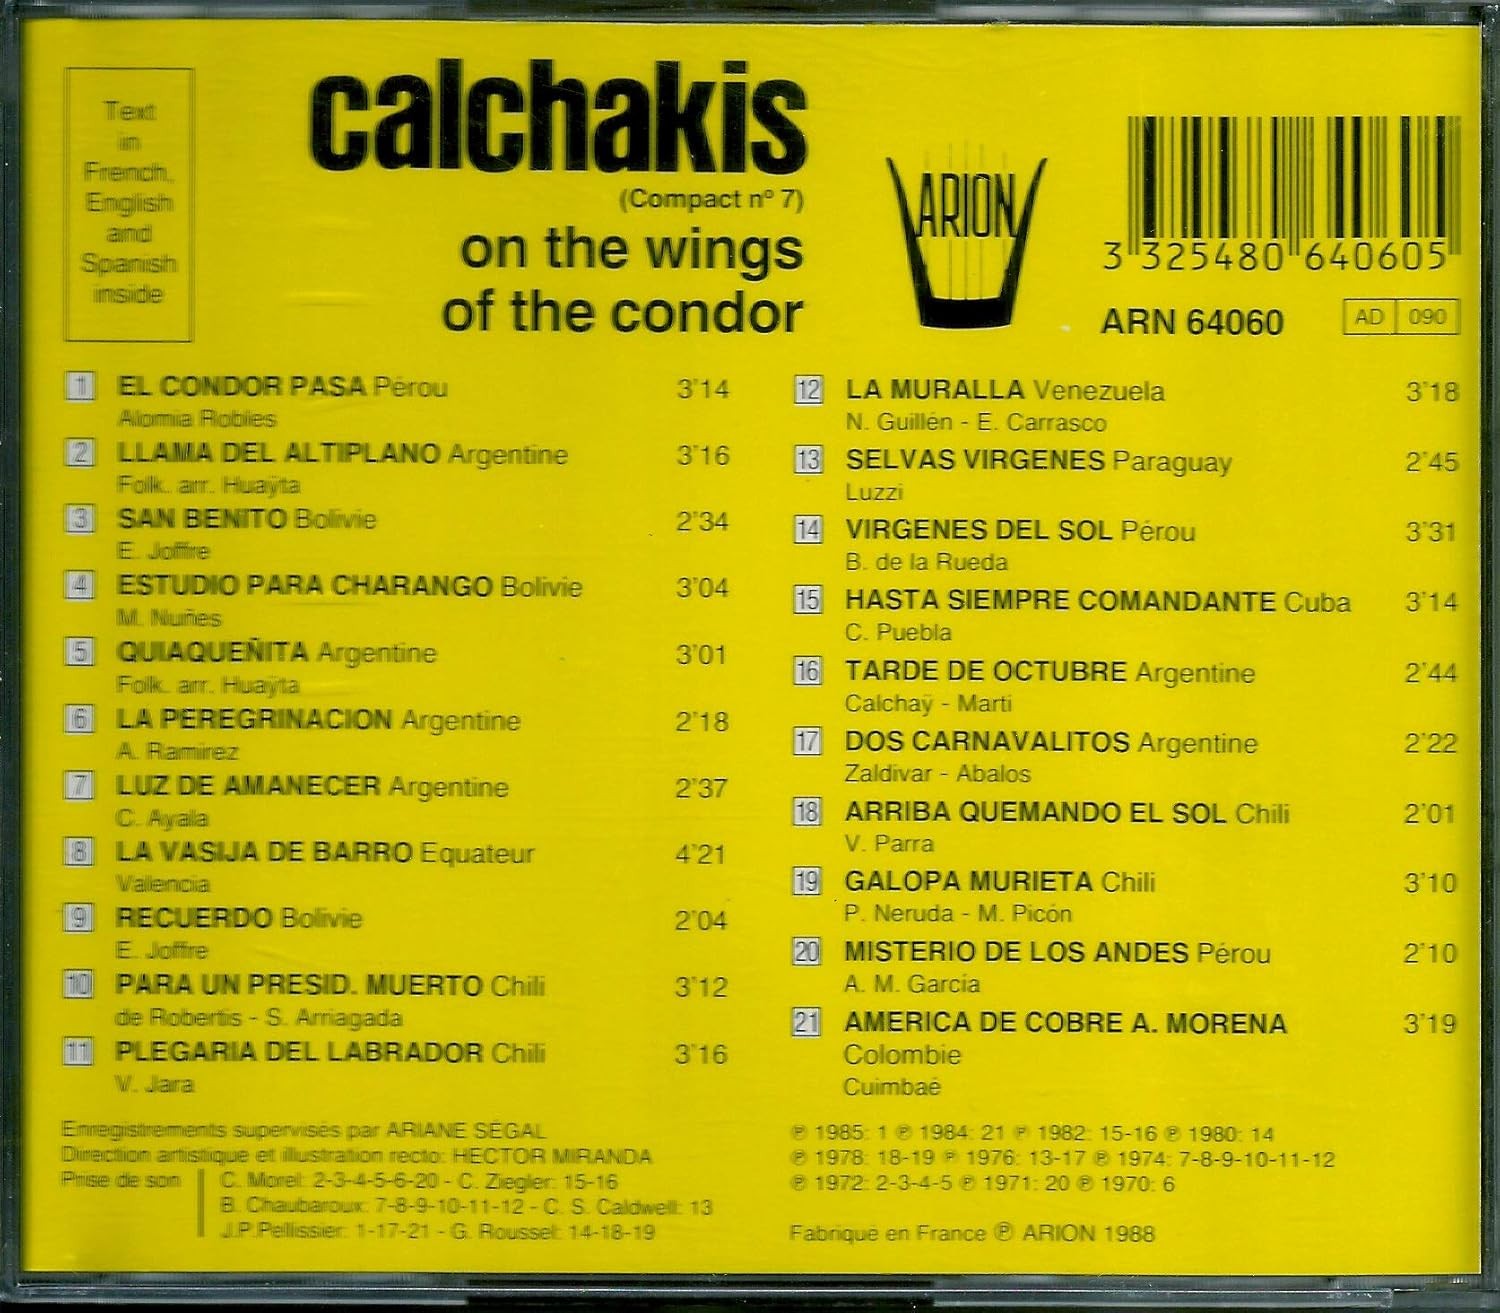 Text
in
French,
English
and
Spanish
inside
calchakis
(Compact nº 7)
on the wings
of the condor
ARION
3 325480 640605
ARN 64060
AD 090
1 EL CONDOR PASA Pérou 3'14
Alomia Robles
2 LLAMA DEL ALTIPLANO Argentine 3'16
Folk. arr. Huaÿta
3 SAN BENITO Bolivie 2'34
E. Joffre
4 ESTUDIO PARA CHARANGO Bolivie 3'04
M. Nuñes
5 QUIAQUEÑITA Argentine 3'01
Folk. arr. Huaÿta
6 LA PEREGRINACION Argentine 2'18
A. Ramirez
7 LUZ DE AMANECER Argentine 2'37
C. Ayala
8 LA VASIJA DE BARRO Equateur 4'21
Valencia
9 RECUERDO Bolivie 2'04
E. Joffre
10 PARA UN PRESID. MUERTO Chili 3'12
de Robertis - S. Arriagada
11 PLEGARIA DEL LABRADOR Chili 3'16
V. Jara
12 LA MURALLA Venezuela 3'18
N. Guillén - E. Carrasco
13 SELVAS VIRGENES Paraguay 2'45
Luzzi
14 VIRGENES DEL SOL Pérou 3'31
B. de la Rueda
15 HASTA SIEMPRE COMANDANTE Cuba 3'14
C. Puebla
16 TARDE DE OCTUBRE Argentine 2'44
Calchaÿ - Marti
17 DOS CARNAVALITOS Argentine 2'22
Zaldivar - Abalos
18 ARRIBA QUEMANDO EL SOL Chili 2'01
V. Parra
19 GALOPA MURIETA Chili 3'10
P. Neruda - M. Picón
20 MISTERIO DE LOS ANDES Pérou 2'10
A. M. García
21 AMERICA DE COBRE A. MORENA 3'19
Colombie
Cuimbaé
Enregistrements supervisés par ARIANE SÉGAL
Direction artistique et illustration recto: HECTOR MIRANDA
Prise de son C. Morel: 2-3-4-5-6-20 - C. Ziegler: 15-16
B. Chaubaroux: 7-8-9-10-11-12 - C. S. Caldwell: 13
J.P.Pellissier: 1-17-21 - G. Roussel: 14-18-19
℗ 1985: 1 ℗ 1984: 21 ℗ 1982: 15-16 ℗ 1980: 14
℗ 1978: 18-19 ℗ 1976: 13-17 ℗ 1974: 7-8-9-10-11-12
℗ 1972: 2-3-4-5 ℗ 1971: 20 ℗ 1970: 6
Fabriqué en France ℗ ARION 1988